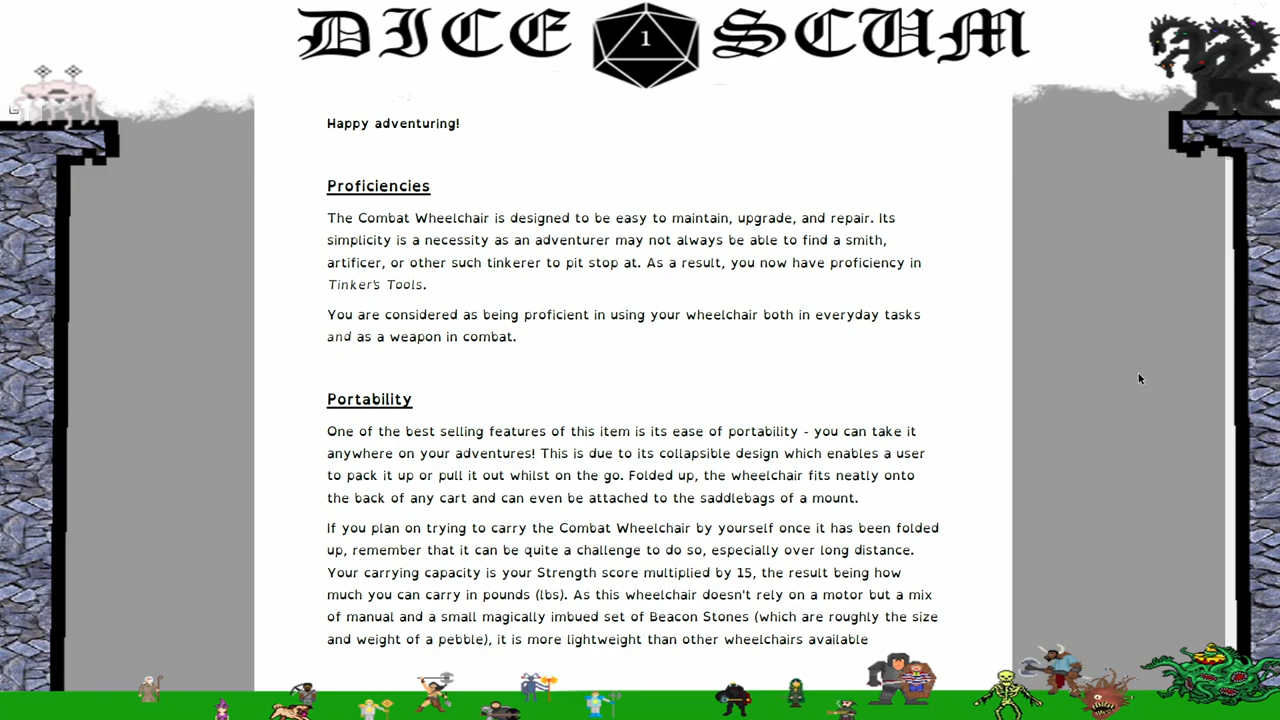 DICE 1 SCUM
Happy adventuring!
Proficiencies
The Combat Wheelchair is designed to be easy to maintain, upgrade, and repair. Its
simplicity is a necessity as an adventurer may not always be able to find a smith,
artificer, or other such tinkerer to pit stop at. As a result, you now have proficiency in
Tinker's Tools.
You are considered as being proficient in using your wheelchair both in everyday tasks
and as a weapon in combat.
Portability
One of the best selling features of this item is its ease of portability - you can take it
anywhere on your adventures! This is due to its collapsible design which enables a user
to pack it up or pull it out whilst on the go. Folded up, the wheelchair fits neatly onto
the back of any cart and can even be attached to the saddlebags of a mount.
If you plan on trying to carry the Combat Wheelchair by yourself once it has been folded
up, remember that it can be quite a challenge to do so, especially over long distance.
Your carrying capacity is your Strength score multiplied by 15, the result being how
much you can carry in pounds (lbs). As this wheelchair doesn't rely on a motor but a mix
of manual and a small magically imbued set of Beacon Stones (which are roughly the size
and weight of a pebble), it is more lightweight than other wheelchairs available